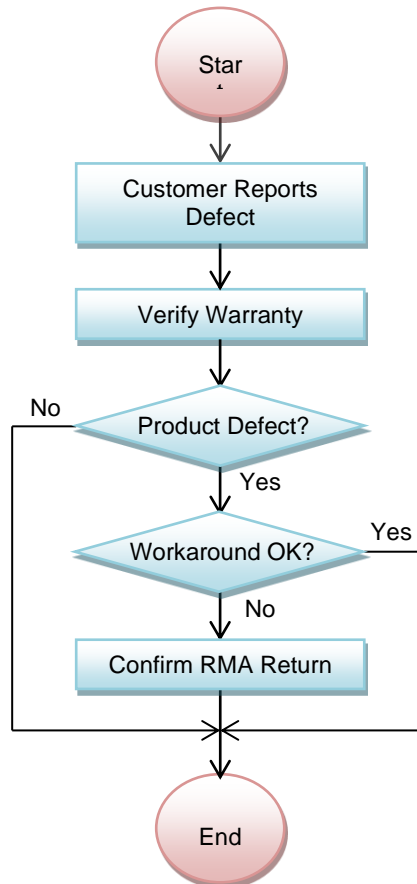 Star
t
Customer Reports
Defect
Verify Warranty
No
Product Defect?
Yes
Workaround OK?
Yes
No
Confirm RMA Return
End